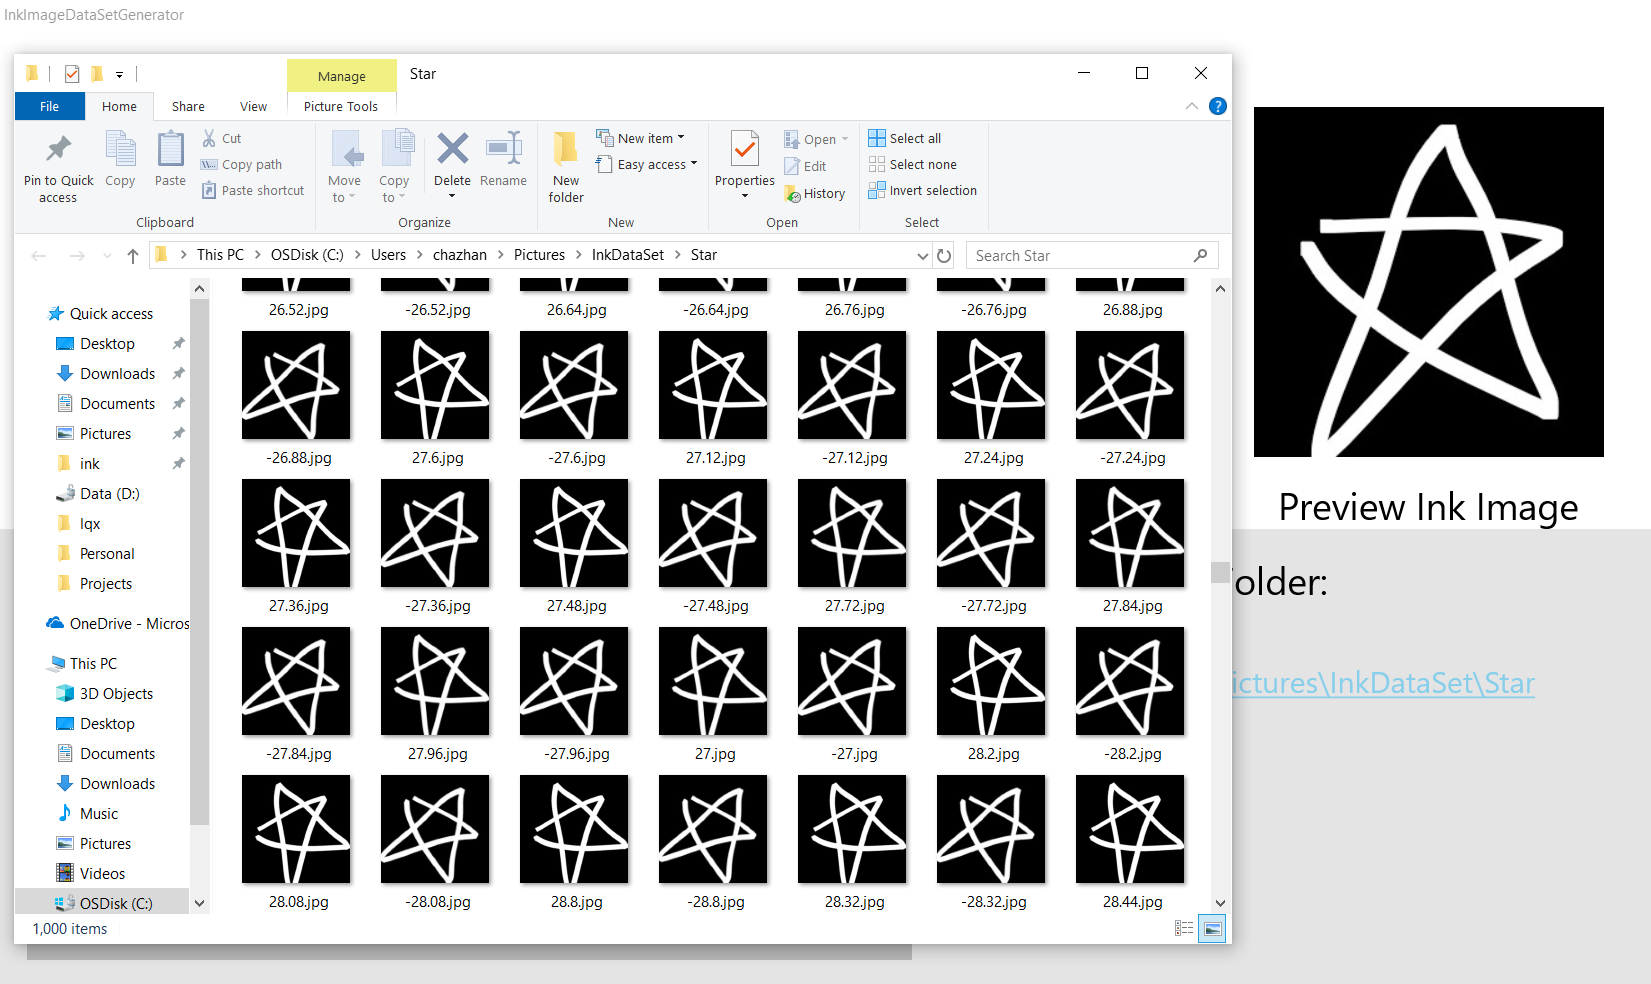 InkImageDataSetGenerator
Manage
Star
File
Home
Share
View
Picture Tools
Pin to Quick access
Copy
Paste
Cut
Copy path
Paste shortcut
Clipboard
Move to
Copy to
Delete
Rename
Organize
New folder
New item
Easy access
New
Properties
Open
Edit
History
Open
Select all
Select none
Invert selection
Select
This PC > OSDisk (C:) > Users > chazhan > Pictures > InkDataSet > Star
Search Star
Quick access
Desktop
Downloads
Documents
Pictures
ink
Data (D:)
lqx
Personal
Projects
OneDrive - Micros
This PC
3D Objects
Desktop
Documents
Downloads
Music
Pictures
Videos
OSDisk (C:)
26.52.jpg -26.52.jpg 26.64.jpg -26.64.jpg 26.76.jpg -26.76.jpg 26.88.jpg
-26.88.jpg 27.6.jpg -27.6.jpg 27.12.jpg -27.12.jpg 27.24.jpg -27.24.jpg
27.36.jpg -27.36.jpg 27.48.jpg -27.48.jpg 27.72.jpg -27.72.jpg 27.84.jpg
-27.84.jpg 27.96.jpg -27.96.jpg 27.jpg -27.jpg 28.2.jpg -28.2.jpg
28.08.jpg -28.08.jpg 28.8.jpg -28.8.jpg 28.32.jpg -28.32.jpg 28.44.jpg
1,000 items
Preview Ink Image
older:
ictures\InkDataSet\Star